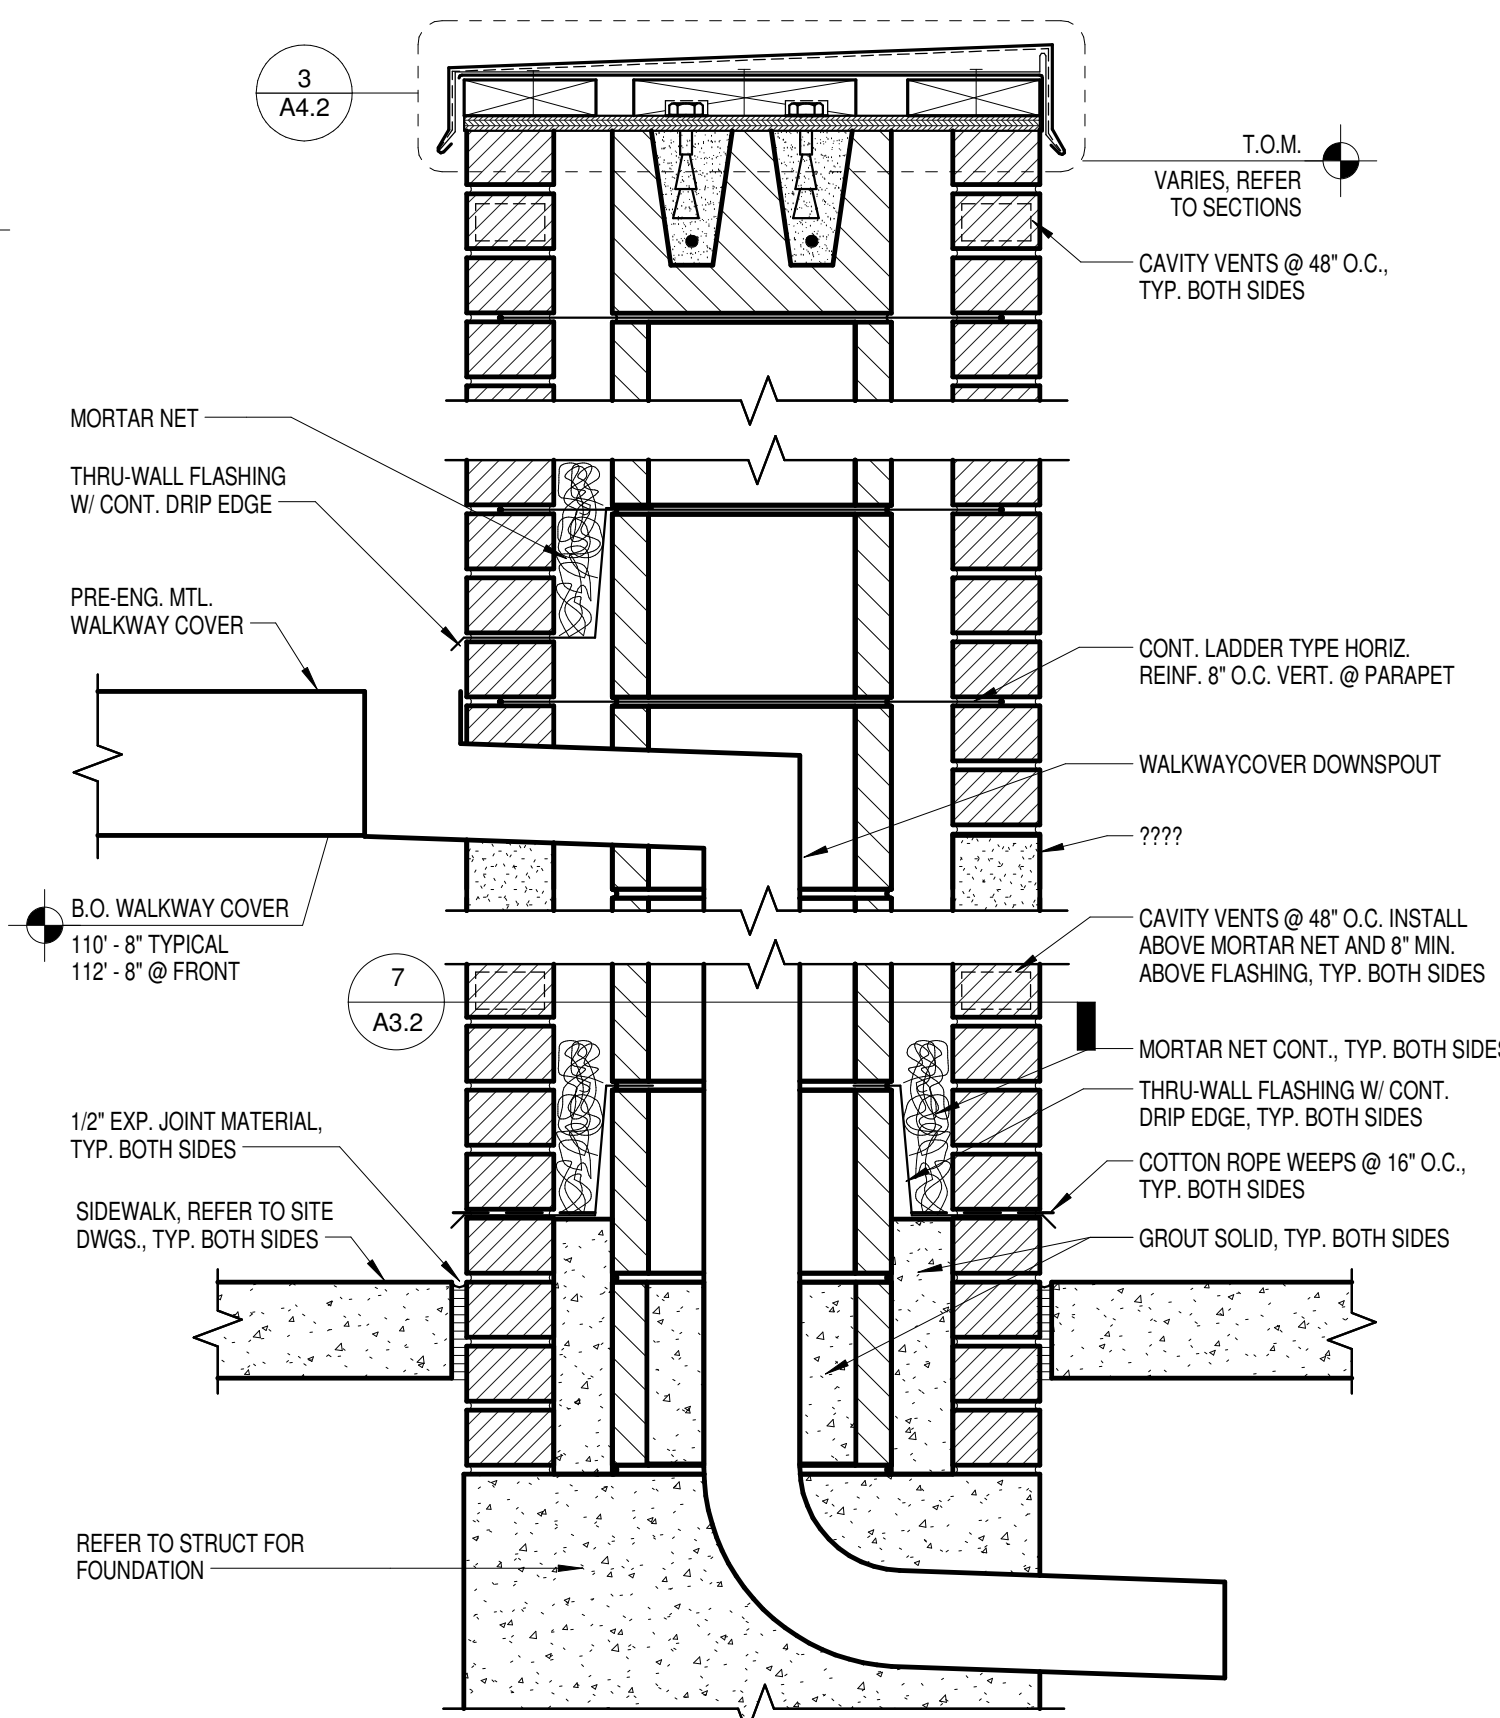 3
A4.2
T.O.M.
VARIES, REFER
TO SECTIONS
CAVITY VENTS @ 48" O.C.,
TYP. BOTH SIDES
MORTAR NET
THRU-WALL FLASHING
W/ CONT. DRIP EDGE
PRE-ENG. MTL.
WALKWAY COVER
CONT. LADDER TYPE HORIZ.
REINF. 8" O.C. VERT. @ PARAPET
WALKWAYCOVER DOWNSPOUT
????
B.O. WALKWAY COVER
110' - 8" TYPICAL
112' - 8" @ FRONT
CAVITY VENTS @ 48" O.C. INSTALL
ABOVE MORTAR NET AND 8" MIN.
ABOVE FLASHING, TYP. BOTH SIDES
7
A3.2
MORTAR NET CONT., TYP. BOTH SIDES
THRU-WALL FLASHING W/ CONT.
DRIP EDGE, TYP. BOTH SIDES
1/2" EXP. JOINT MATERIAL,
TYP. BOTH SIDES
COTTON ROPE WEEPS @ 16" O.C.,
TYP. BOTH SIDES
SIDEWALK, REFER TO SITE
DWGS., TYP. BOTH SIDES
GROUT SOLID, TYP. BOTH SIDES
REFER TO STRUCT FOR
FOUNDATION